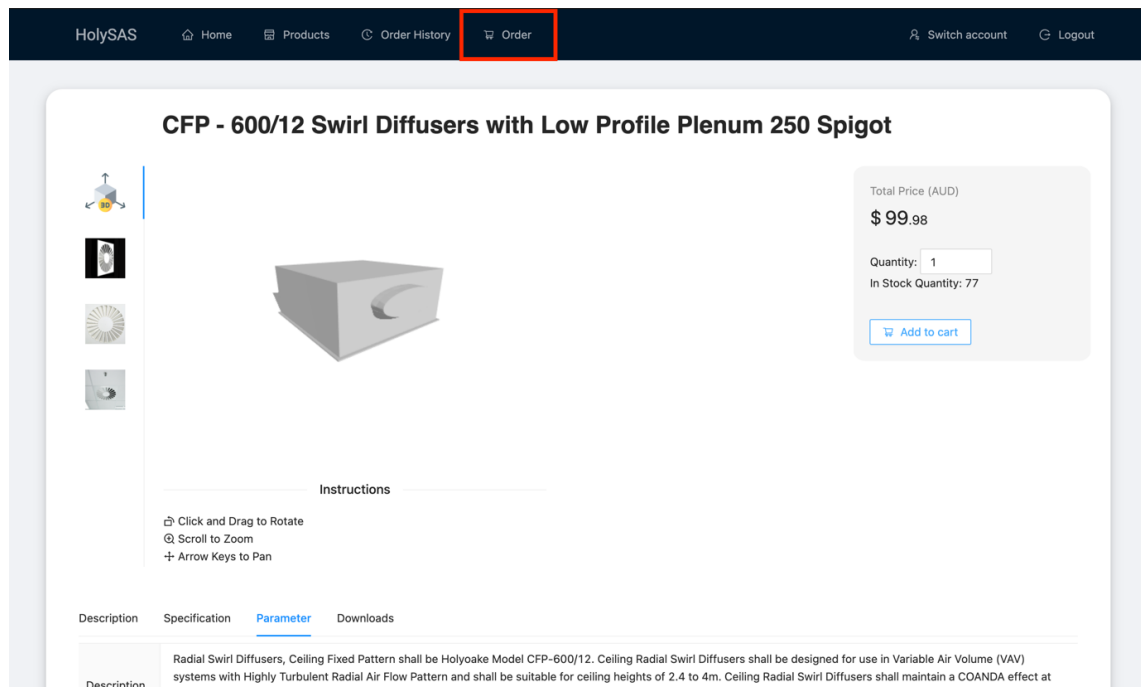 HolySAS Home Products Order History Order Switch account Logout
CFP - 600/12 Swirl Diffusers with Low Profile Plenum 250 Spigot
3D
Total Price (AUD)
$ 99.98
Quantity: 1
In Stock Quantity: 77
Add to cart
Instructions
Click and Drag to Rotate
Scroll to Zoom
Arrow Keys to Pan
Description Specification Parameter Downloads
Radial Swirl Diffusers, Ceiling Fixed Pattern shall be Holyoake Model CFP-600/12. Ceiling Radial Swirl Diffusers shall be designed for use in Variable Air Volume (VAV)
Description
systems with Highly Turbulent Radial Air Flow Pattern and shall be suitable for ceiling heights of 2.4 to 4m. Ceiling Radial Swirl Diffusers shall maintain a COANDA effect at